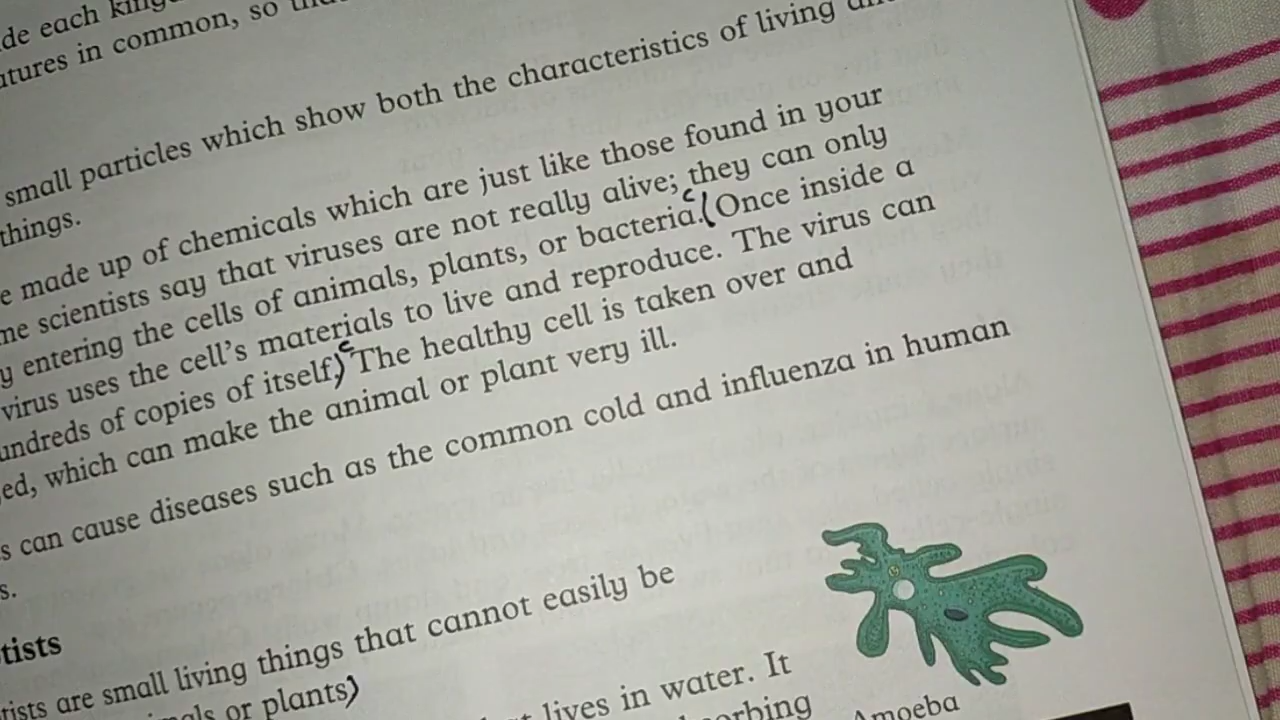 de each
tures in common, so
small particles which show both the characteristics of living
things.
e made up of chemicals which are just like those found in your
me scientists say that viruses are not really alive; they can only
y entering the cells of animals, plants, or bacteria. (Once inside a
virus uses the cell's materials to live and reproduce. The virus can
undreds of copies of itself) The healthy cell is taken over and
ed, which can make the animal or plant very ill.
s can cause diseases such as the common cold and influenza in human
s.
tists
tists are small living things that cannot easily be
mals or plants)
lives in water. It
sorbing
Amoeba